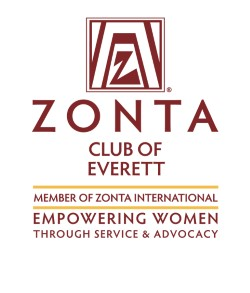 Z
®
ZONTA
CLUB OF
EVERETT
MEMBER OF ZONTA INTERNATIONAL
EMPOWERING WOMEN
THROUGH SERVICE & ADVOCACY